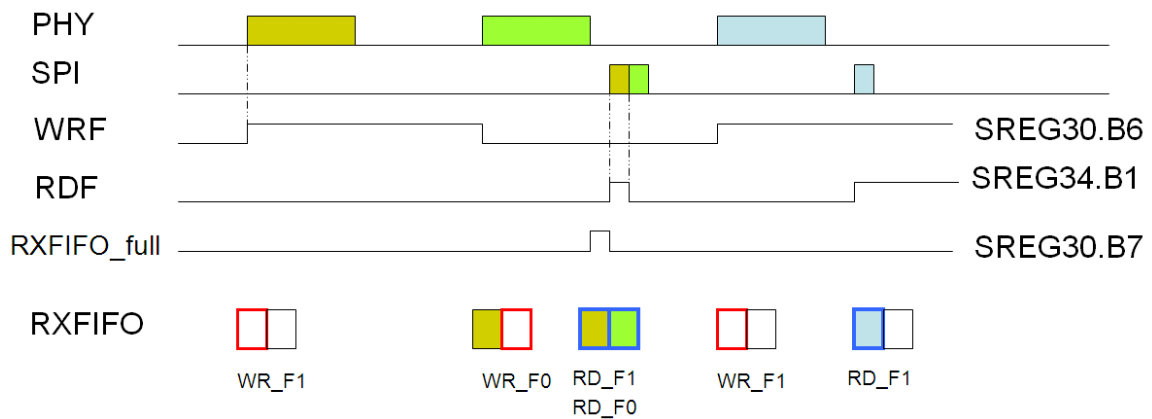 PHY
SPI
WRF
SREG30.B6
RDF
SREG34.B1
RXFIFO_full
SREG30.B7
RXFIFO
WR_F1
WR_F0
RD_F1
RD_F0
WR_F1
RD_F1